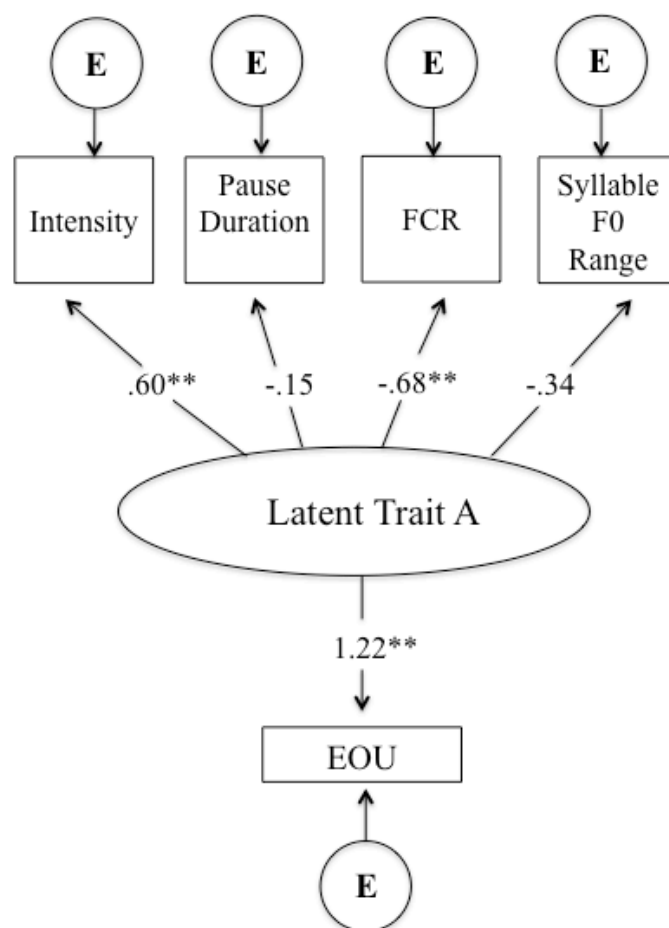 E E E E
Intensity
Pause
Duration
FCR
Syllable
F0
Range
.60** -.15 -.68** -.34
Latent Trait A
1.22**
EOU
E